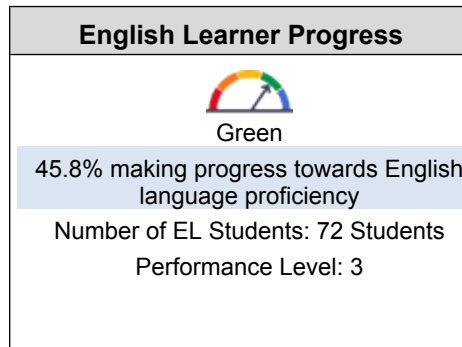 English Learner Progress
Green
45.8% making progress towards English
language proficiency
Number of EL Students: 72 Students
Performance Level: 3